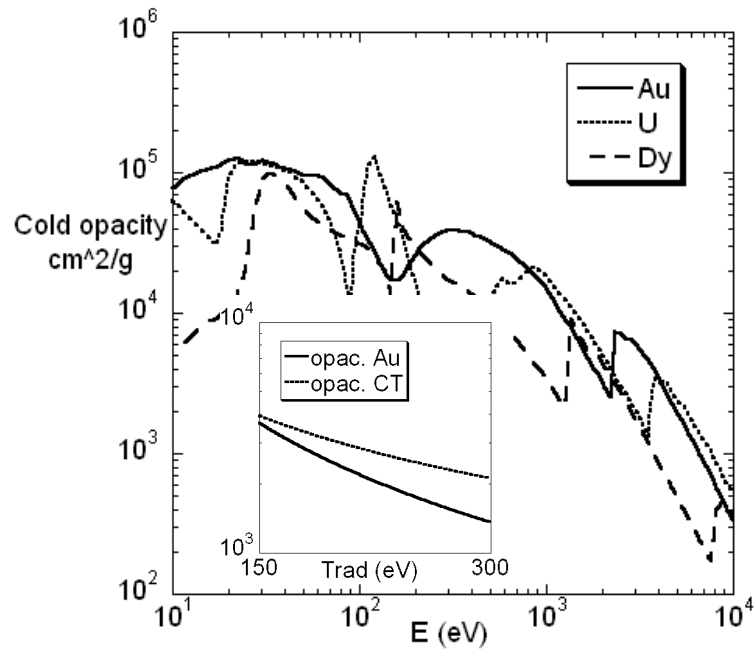 10^6
Au
U
Dy
10^5
Cold opacity
cm^2/g
10^4
10^4
opac. Au
opac. CT
10^3
10^3
150
Trad (eV)
300
10^2
10^1
10^2
10^3
10^4
E (eV)